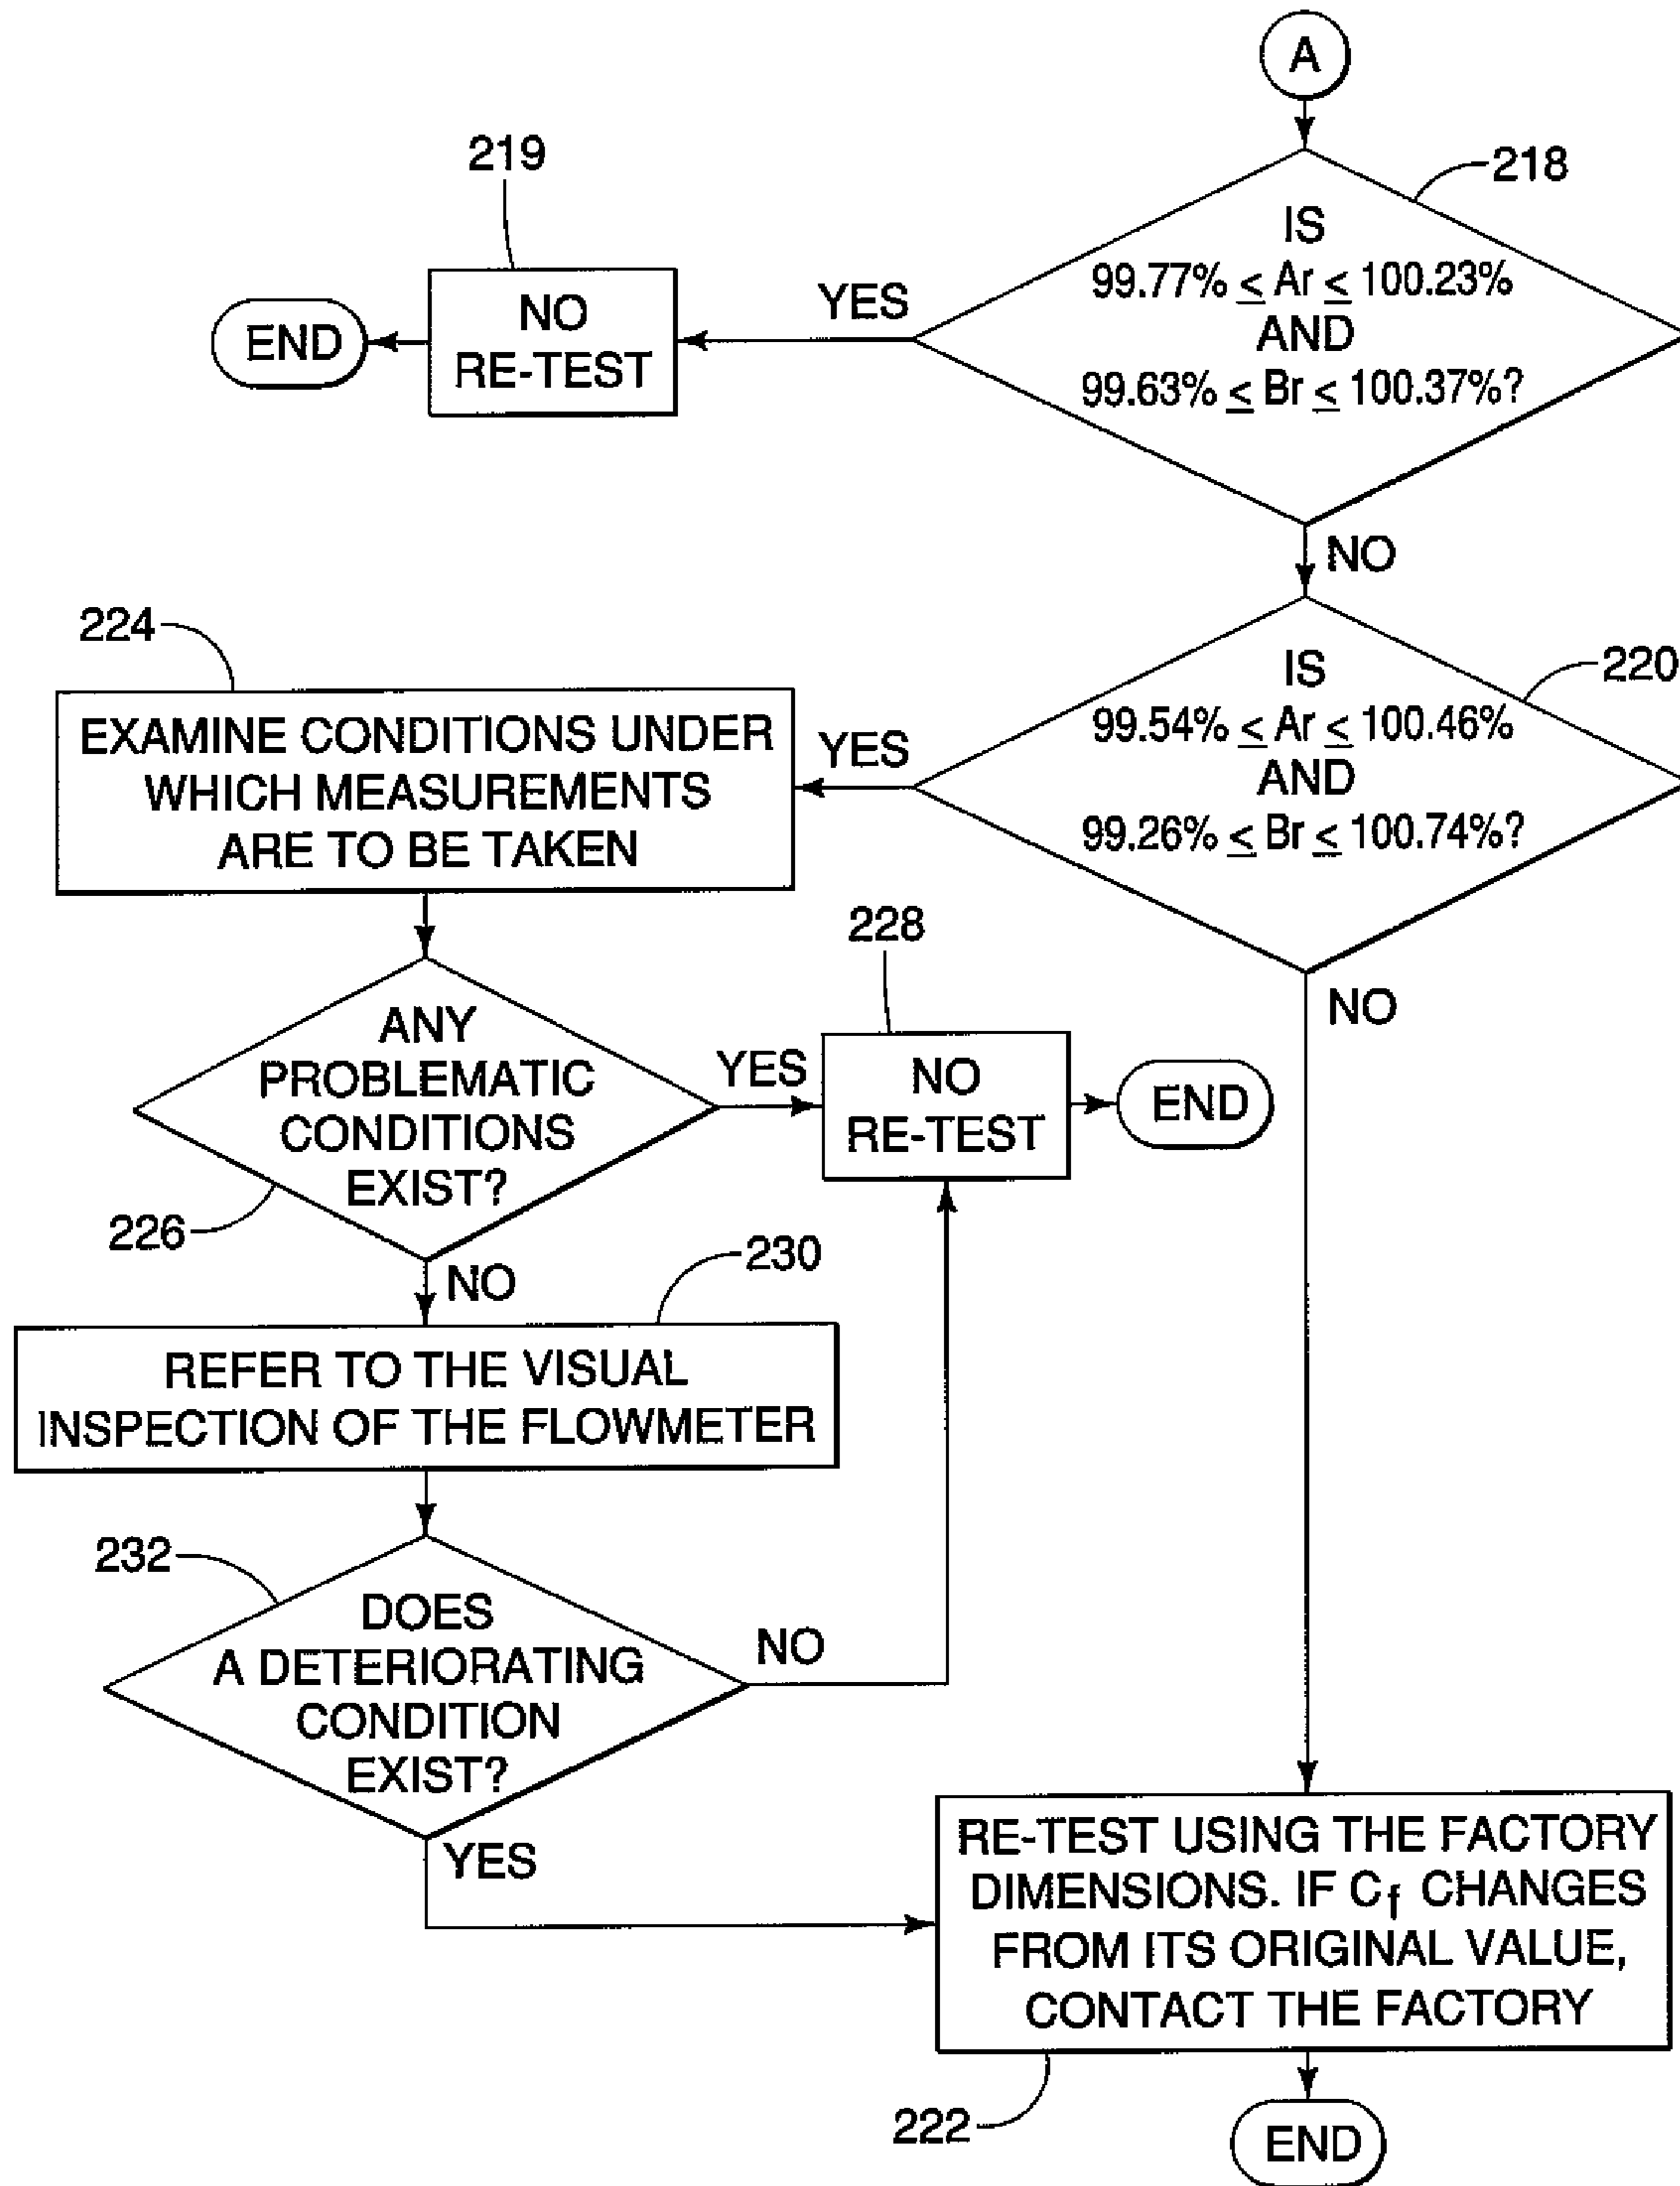 A
218
IS
99.77% ≤ Ar ≤ 100.23%
AND
99.63% ≤ Br ≤ 100.37%?
YES
219
NO
RE-TEST
END
NO
220
IS
99.54% ≤ Ar ≤ 100.46%
AND
99.26% ≤ Br ≤ 100.74%?
YES
224
EXAMINE CONDITIONS UNDER
WHICH MEASUREMENTS
ARE TO BE TAKEN
ANY
PROBLEMATIC
CONDITIONS
EXIST?
226
YES
228
NO
RE-TEST
END
NO
230
REFER TO THE VISUAL
INSPECTION OF THE FLOWMETER
232
DOES
A DETERIORATING
CONDITION
EXIST?
NO
YES
NO
RE-TEST USING THE FACTORY
DIMENSIONS. IF Cf CHANGES
FROM ITS ORIGINAL VALUE,
CONTACT THE FACTORY
222
END